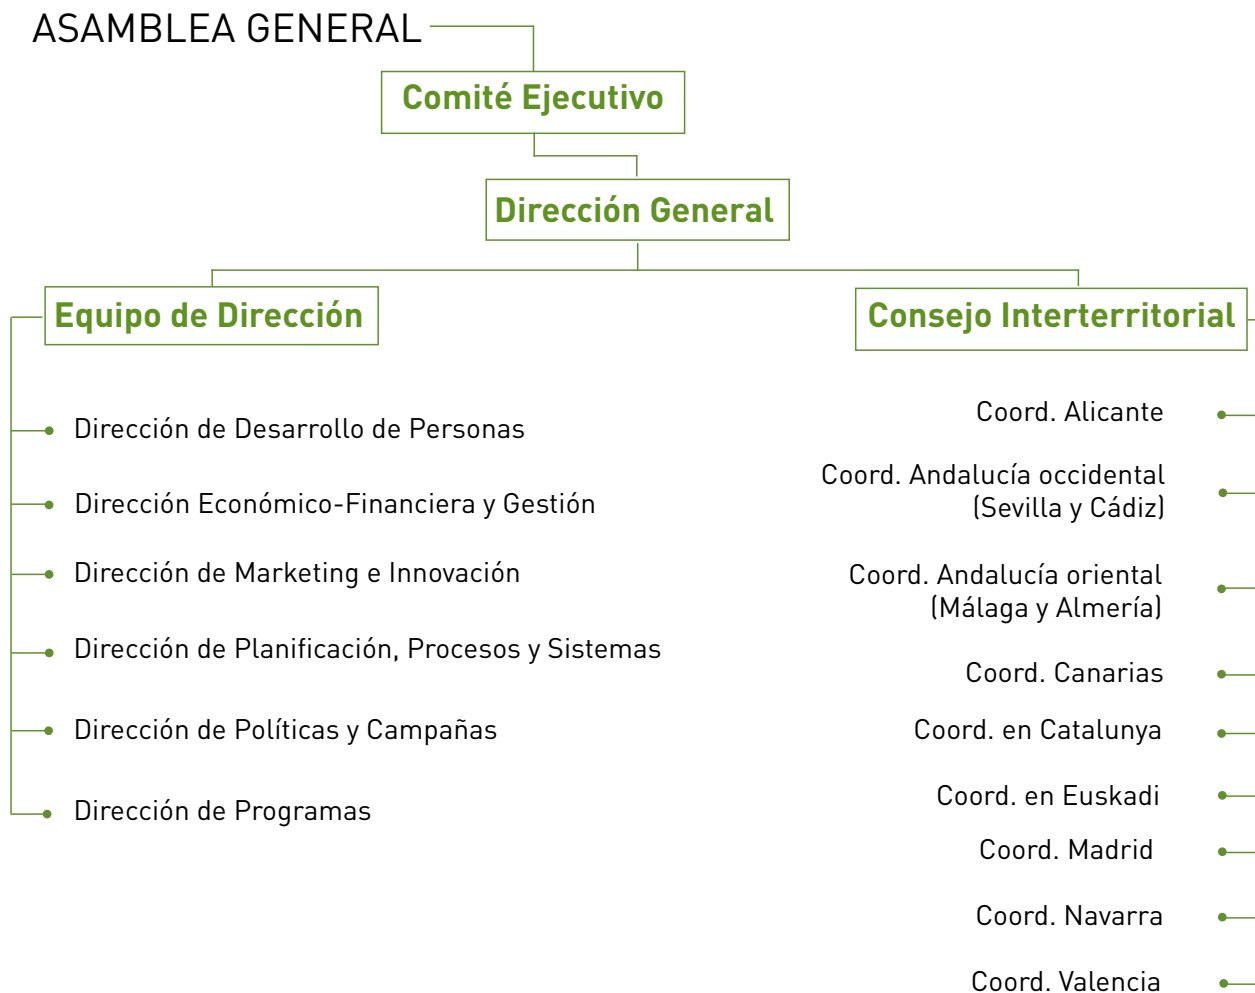 ASAMBLEA GENERAL
Comité Ejecutivo
Dirección General
Equipo de Dirección
Dirección de Desarrollo de Personas
Dirección Económico-Financiera y Gestión
Dirección de Marketing e Innovación
Dirección de Planificación, Procesos y Sistemas
Dirección de Políticas y Campañas
Dirección de Programas
Consejo Interterritorial
Coord. Alicante
Coord. Andalucía occidental
(Sevilla y Cádiz)
Coord. Andalucía oriental
(Málaga y Almería)
Coord. Canarias
Coord. en Catalunya
Coord. en Euskadi
Coord. Madrid
Coord. Navarra
Coord. Valencia